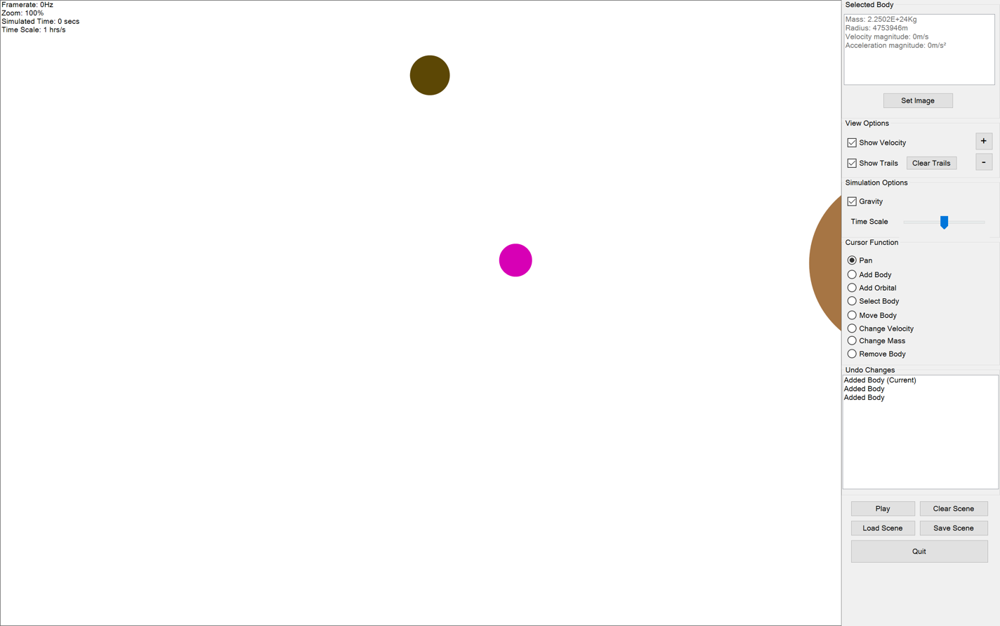 Framerate: 0Hz
Zoom: 100%
Simulated Time: 0 secs
Time Scale: 1 hrs/s
Selected Body
Mass: 2.2502E+24Kg
Radius: 4753946m
Velocity magnitude: 0m/s
Acceleration magnitude: 0m/s²
Set Image
View Options
Show Velocity
+
Show Trails
Clear Trails
-
Simulation Options
Gravity
Time Scale
Cursor Function
Pan
Add Body
Add Orbital
Select Body
Move Body
Change Velocity
Change Mass
Remove Body
Undo Changes
Added Body (Current)
Added Body
Added Body
Play
Clear Scene
Load Scene
Save Scene
Quit